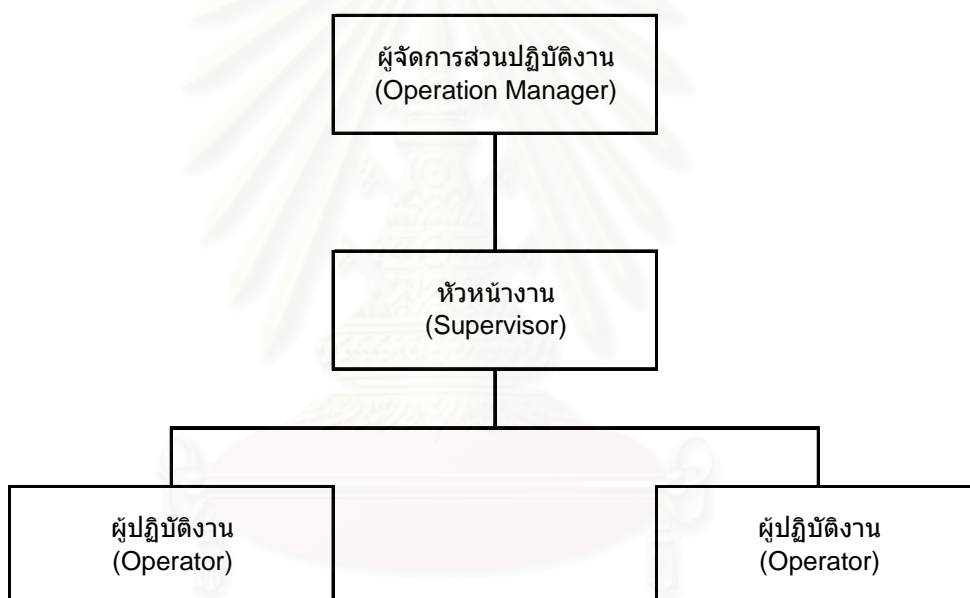 ผู้จัดการส่วนปฏิบัติงาน
(Operation Manager)
หัวหน้างาน
(Supervisor)
ผู้ปฏิบัติงาน
(Operator)
ผู้ปฏิบัติงาน
(Operator)